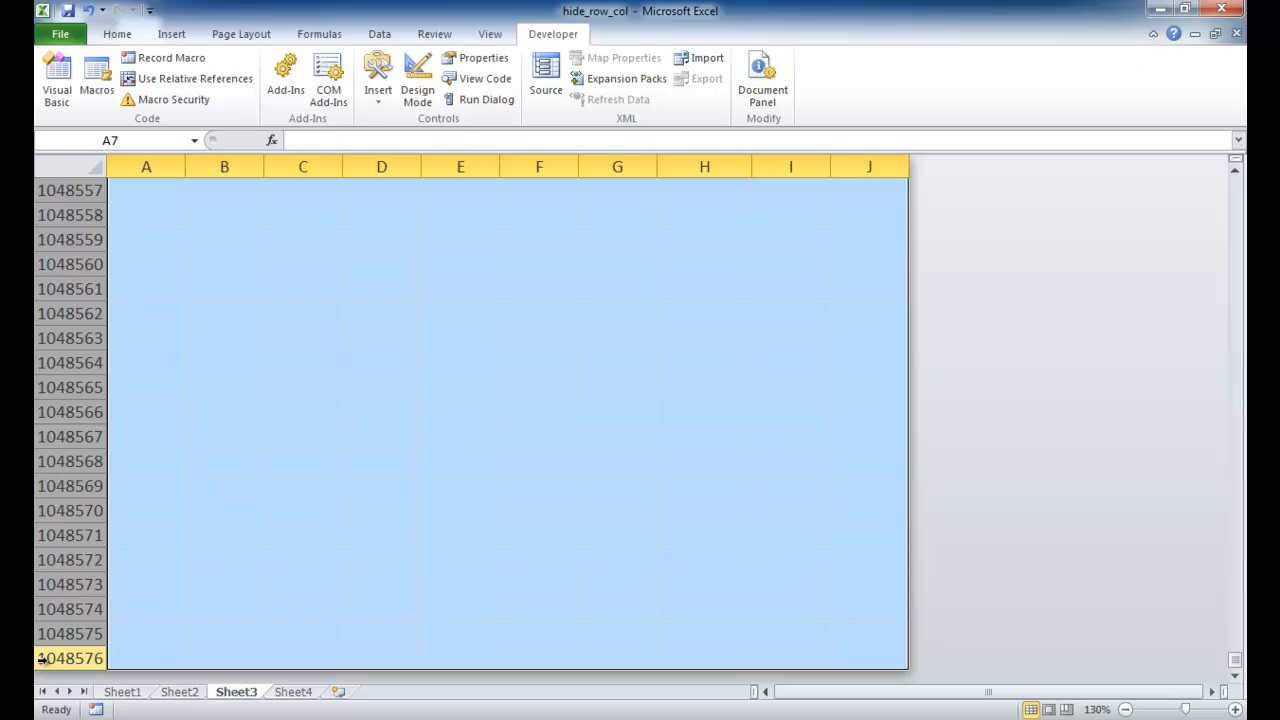 hide_row_col - Microsoft Excel
File Home Insert Page Layout Formulas Data Review View Developer
Visual Basic
Macros
Record Macro
Use Relative References
Macro Security
Code
Add-Ins
COM Add-Ins
Add-Ins
Insert
Design Mode
Properties
View Code
Run Dialog
Controls
Source
Map Properties
Expansion Packs
Refresh Data
Import
Export
XML
Document Panel
Modify
A7 fx
A B C D E F G H I J
1048557
1048558
1048559
1048560
1048561
1048562
1048563
1048564
1048565
1048566
1048567
1048568
1048569
1048570
1048571
1048572
1048573
1048574
1048575
1048576
Sheet1 Sheet2 Sheet3 Sheet4
Ready 130%